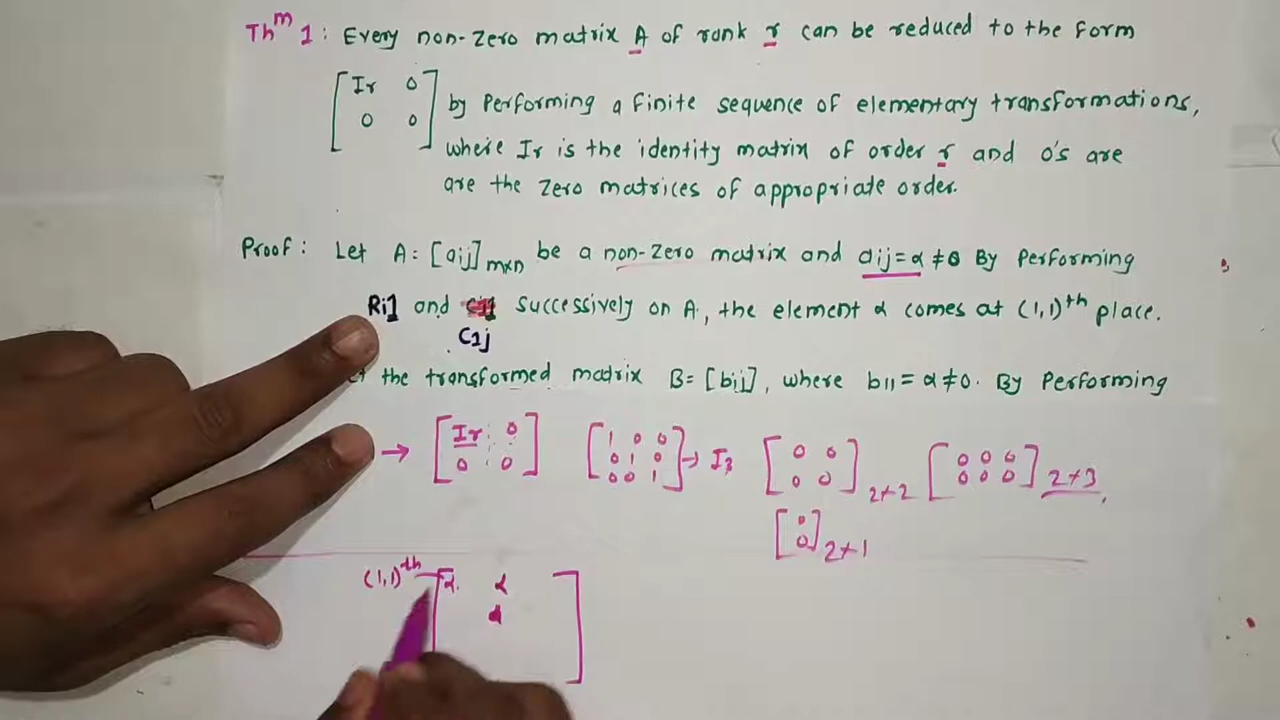 Thm 1: Every non-zero matrix A of rank r can be reduced to the form
[Ir 0
0 0] by performing a finite sequence of elementary transformations,
where Ir is the identity matrix of order r and 0's are
are the zero matrices of appropriate order.
Proof: Let A = [aij]m×n be a non-zero matrix and aij = α ≠ 0 By performing
Ri1 and successively on A, the element α comes at (1,1)th place.
C1j
the transformed matrix B = [bij], where b11 = α ≠ 0. By performing
→ [Ir 0
0 0] [1 0 0
0 1 0
0 0 1] → I3 [0 0
0 0]2×2 [0 0 0
0 0 0]2×3
[0
0]2×1
(1,1)th [α α
α ]